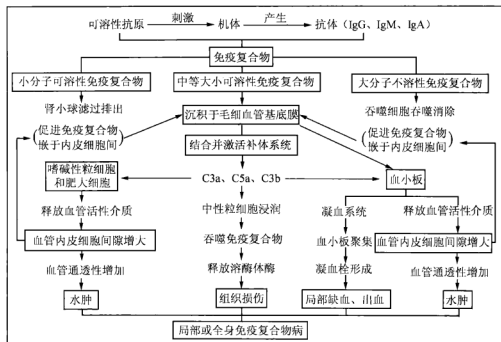 可溶性抗原 刺激 机体 产生 抗体(IgG、IgM、IgA)
免疫复合物
小分子可溶性免疫复合物 中等大小可溶性免疫复合物 大分子不溶性免疫复合物
肾小球滤过排出 沉积于毛细血管基底膜 吞噬细胞吞噬消除
(促进免疫复合物
嵌于内皮细胞间)
结合并激活补体系统
(促进免疫复合物
嵌于内皮细胞间)
嗜碱性粒细胞
和肥大细胞
C3a、C5a、C3b 血小板
释放血管活性介质 中性粒细胞浸润 凝血系统 释放血管活性介质
血管内皮细胞间隙增大 吞噬免疫复合物 血小板聚集 血管内皮细胞间隙增大
血管通透性增加 释放溶酶体酶 凝血栓形成 血管通透性增加
水肿 组织损伤 局部缺血、出血 水肿
局部或全身免疫复合物病